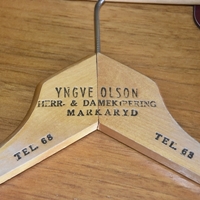 YNGVE OLSON
HERR- & DAMEKIPERING
MARKARYD
TEL. 68
TEL. 68